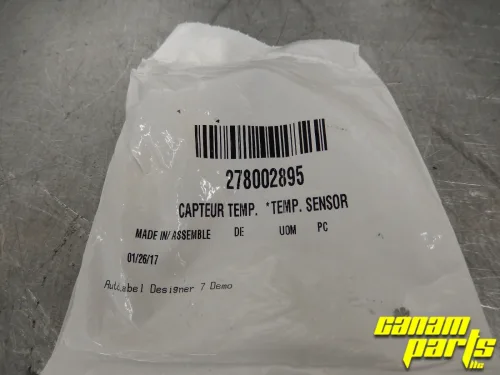 278002895
CAPTEUR TEMP. *TEMP. SENSOR
MADE IN/ASSEMBLE DE UOM PC
01/26/17
Designer 7 Demo
canam
parts
llc